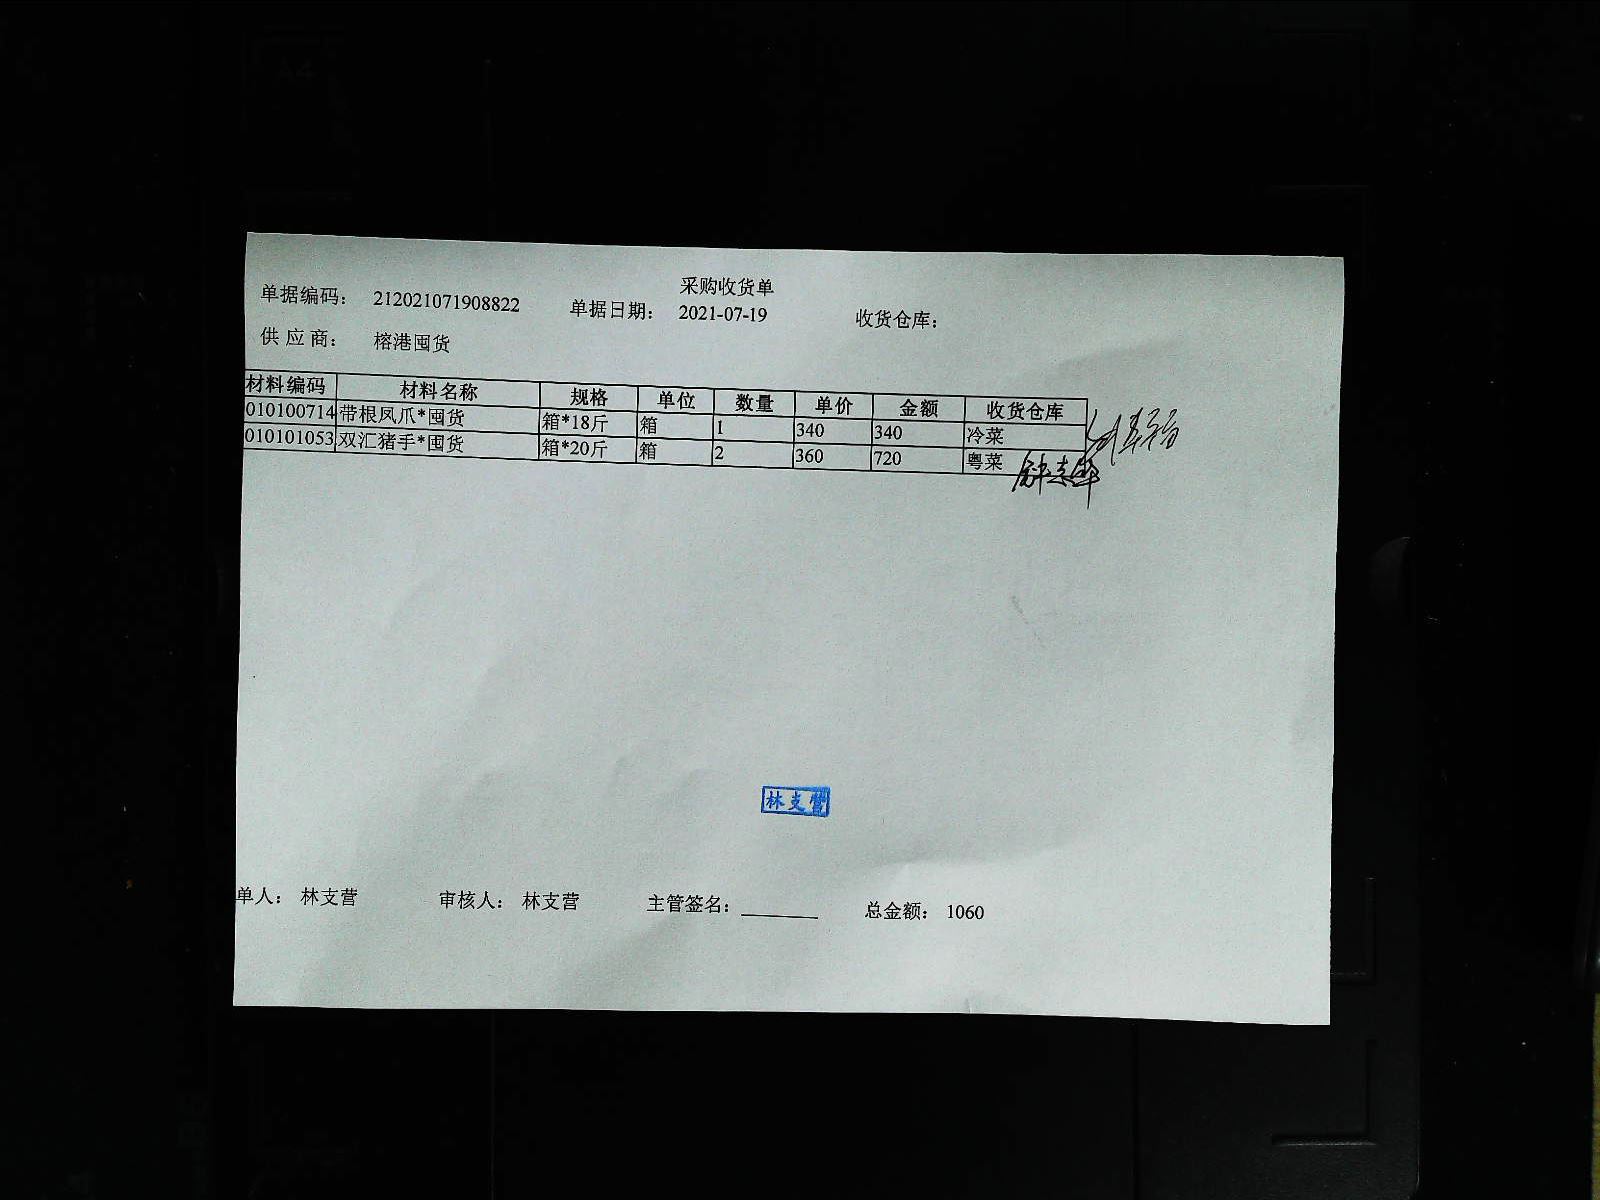 采购收货单
单据编码： 212021071908822 单据日期： 2021-07-19 收货仓库：
供 应 商： 榕港囤货
材料编码 材料名称 规格 单位 数量 单价 金额 收货仓库
010100714 带根凤爪*囤货 箱*18斤 箱 1 340 340 冷菜
010101053 双汇猪手*囤货 箱*20斤 箱 2 360 720 粤菜
林支营
单人： 林支营 审核人： 林支营 主管签名： 总金额： 1060